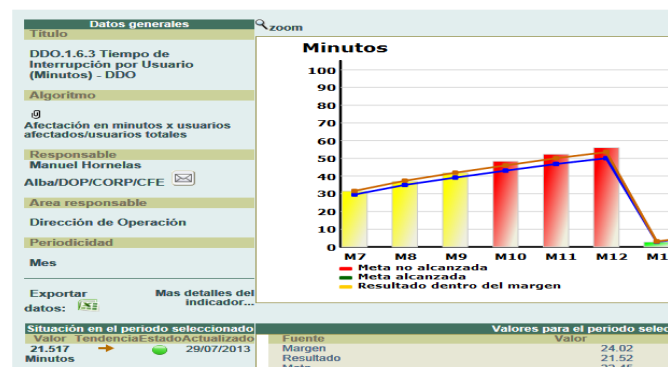 Datos generales
Título
DDO.1.6.3 Tiempo de
Interrupción por Usuario
(Minutos) - DDO
Algoritmo
Afectación en minutos x usuarios
afectados/usuarios totales
Responsable
Manuel Hornelas
Alba/DOP/CORP/CFE
Area responsable
Dirección de Operación
Periodicidad
Mes
Exportar
datos:
Mas detalles del
indicador...
zoom
Minutos
100
90
80
70
60
50
40
30
20
10
0
M7 M8 M9 M10 M11 M12 M1
Meta no alcanzada
Meta alcanzada
Resultado dentro del margen
Situación en el periodo seleccionado
Valor Tendencia Estado Actualizado
21.517 29/07/2013
Minutos
Valores para el periodo selec
Fuente Valor
Margen 24.02
Resultado 21.52